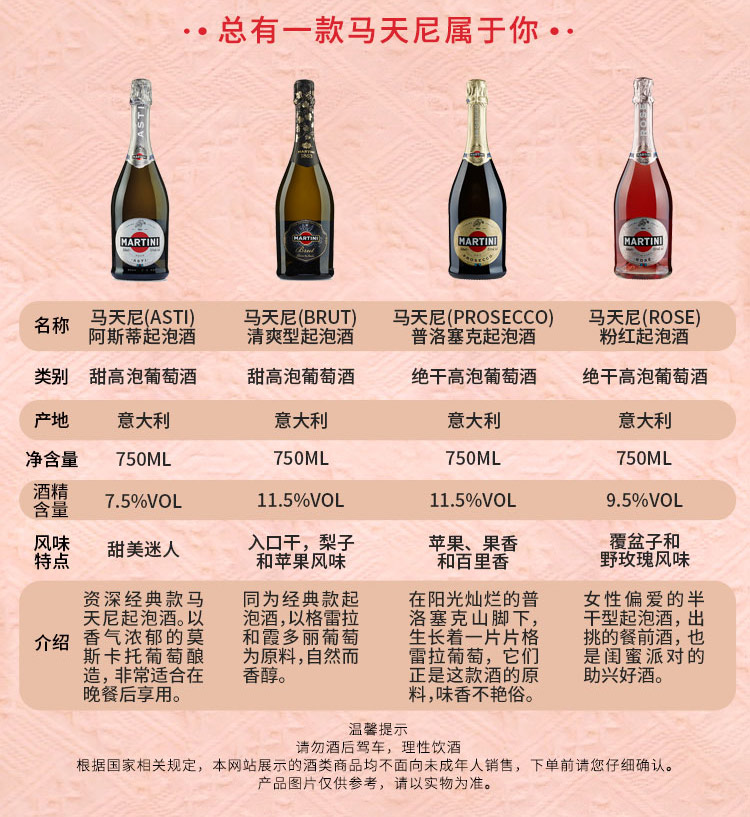 总有一款马天尼属于你
ASTI
MARTINI
ASTI
MARTINI
Brut
MARTINI
PROSECCO
ROSE
MARTINI
ROSE
名称
马天尼(ASTI)
阿斯蒂起泡酒
马天尼(BRUT)
清爽型起泡酒
马天尼(PROSECCO)
普洛塞克起泡酒
马天尼(ROSE)
粉红起泡酒
类别
甜高泡葡萄酒
甜高泡葡萄酒
绝干高泡葡萄酒
绝干高泡葡萄酒
产地
意大利
意大利
意大利
意大利
净含量
750ML
750ML
750ML
750ML
酒精
含量
7.5%VOL
11.5%VOL
11.5%VOL
9.5%VOL
风味
特点
甜美迷人
入口干，梨子
和苹果风味
苹果、果香
和百里香
覆盆子和
野玫瑰风味
介绍
资深经典款马
天尼起泡酒。以
香气浓郁的莫
斯卡托葡萄酿
造，非常适合在
晚餐后享用。
同为经典款起
泡酒，以格雷拉
和霞多丽葡萄
为原料，自然而
香醇。
在阳光灿烂的普
洛塞克山脚下，
生长着一片片格
雷拉葡萄，它们
正是这款酒的原
料，味香不艳俗。
女性偏爱的半
干型起泡酒，出
挑的餐前酒，也
是闺蜜派对的
助兴好酒。
温馨提示
请勿酒后驾车，理性饮酒
根据国家相关规定，本网站展示的酒类商品均不面向未成年人销售，下单前请您仔细确认。
产品图片仅供参考，请以实物为准。